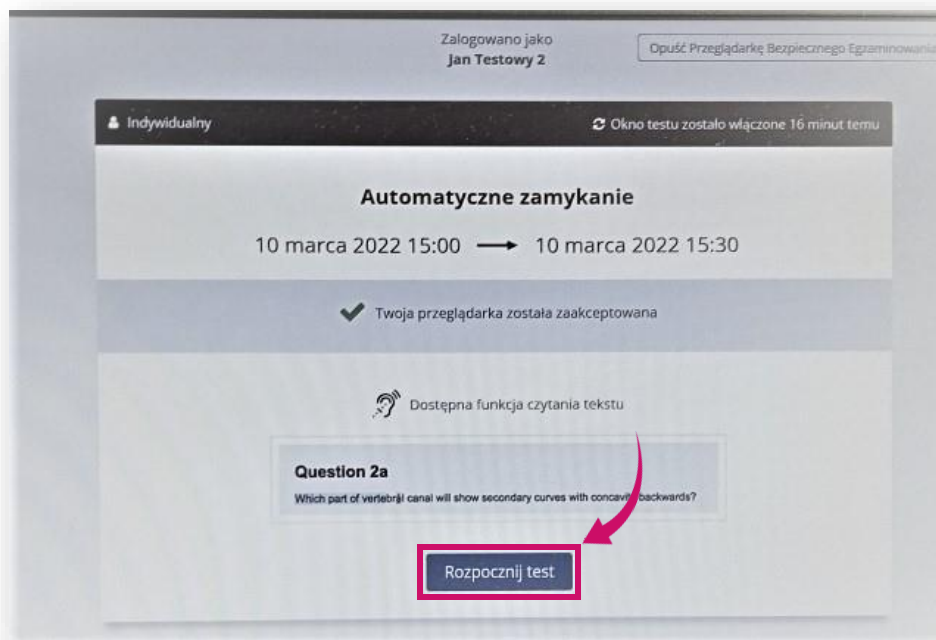 Zalogowano jako
Jan Testowy 2
Opuść Przeglądarkę Bezpiecznego Egzaminowania
Indywidualny
Okno testu zostało włączone 16 minut temu
Automatyczne zamykanie
10 marca 2022 15:00 → 10 marca 2022 15:30
Twoja przeglądarka została zaakceptowana
Dostępna funkcja czytania tekstu
Question 2a
Which part of vertebral canal will show secondary curves with concavity backwards?
Rozpocznij test